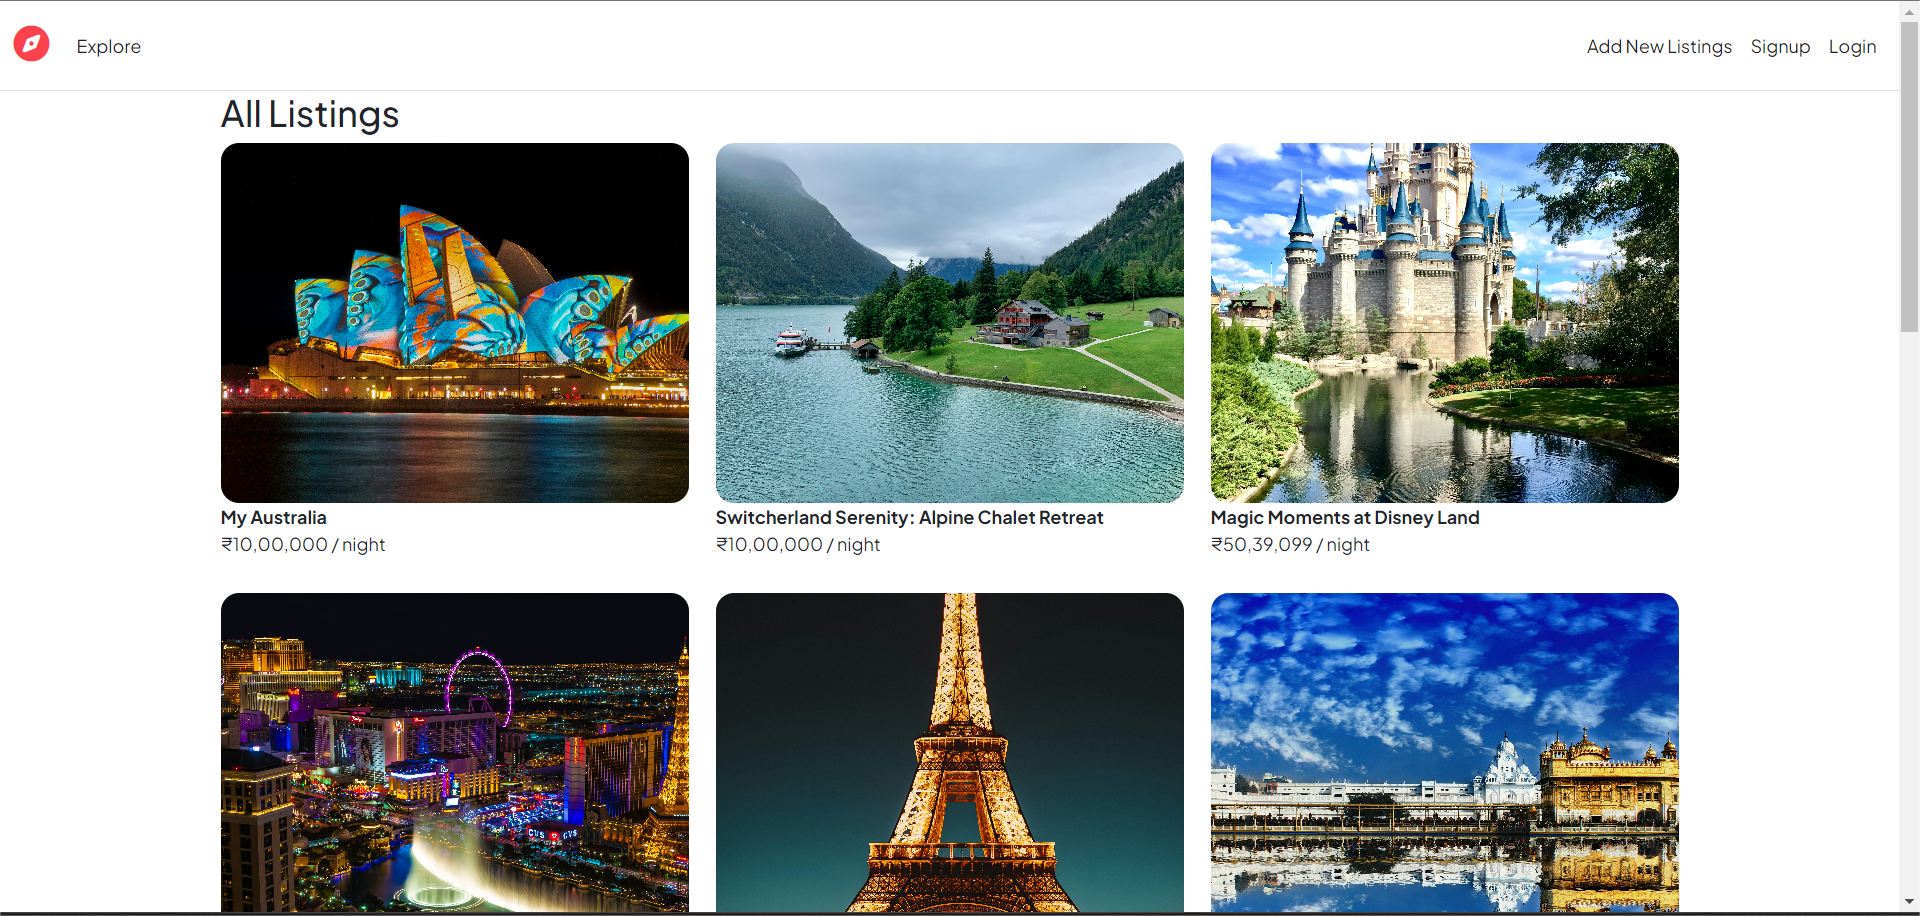 Explore
Add New Listings Signup Login
All Listings
My Australia
₹10,00,000 / night
Switcherland Serenity: Alpine Chalet Retreat
₹10,00,000 / night
Magic Moments at Disney Land
₹50,39,099 / night